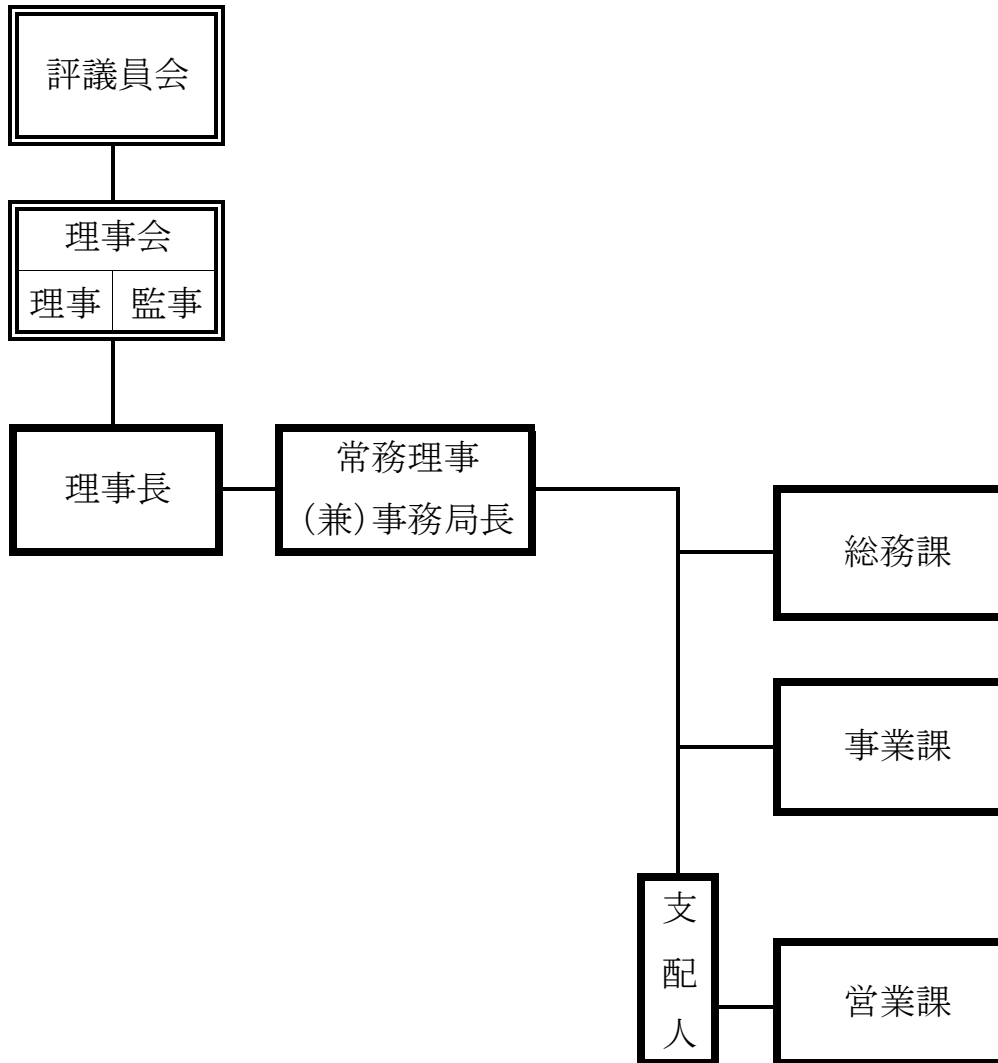 評議員会
理事会
理事 監事
理事長
常務理事
(兼)事務局長
総務課
事業課
支配人
営業課